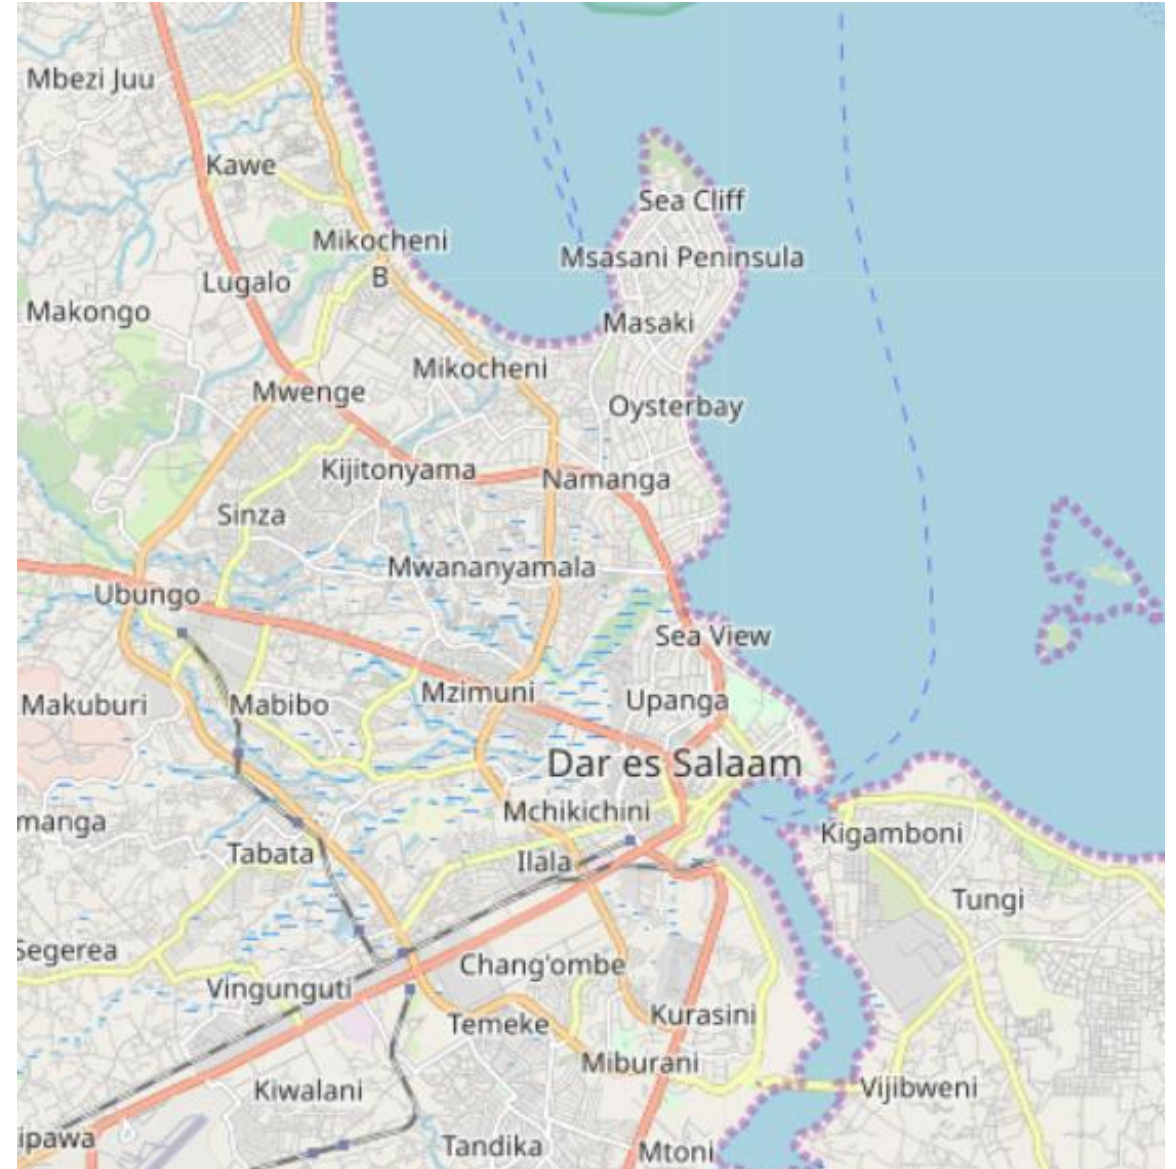 Mbezi Juu
Kawe
Sea Cliff
Mikocheni
B
Msasani Peninsula
Lugalo
Makongo
Masaki
Mikocheni
Mwenge
Oysterbay
Kijitonyama
Namanga
Sinza
Mwananyamala
Ubungo
Sea View
Mzimuni
Upanga
Makuburi
Mabibo
Dar es Salaam
Mchikichini
manga
Kigamboni
Tabata
Ilala
Tungi
Segerea
Chang'ombe
Vingunguti
Kurasini
Temeke
Miburani
Kiwalani
Vijibweni
ipawa
Tandika
Mtoni